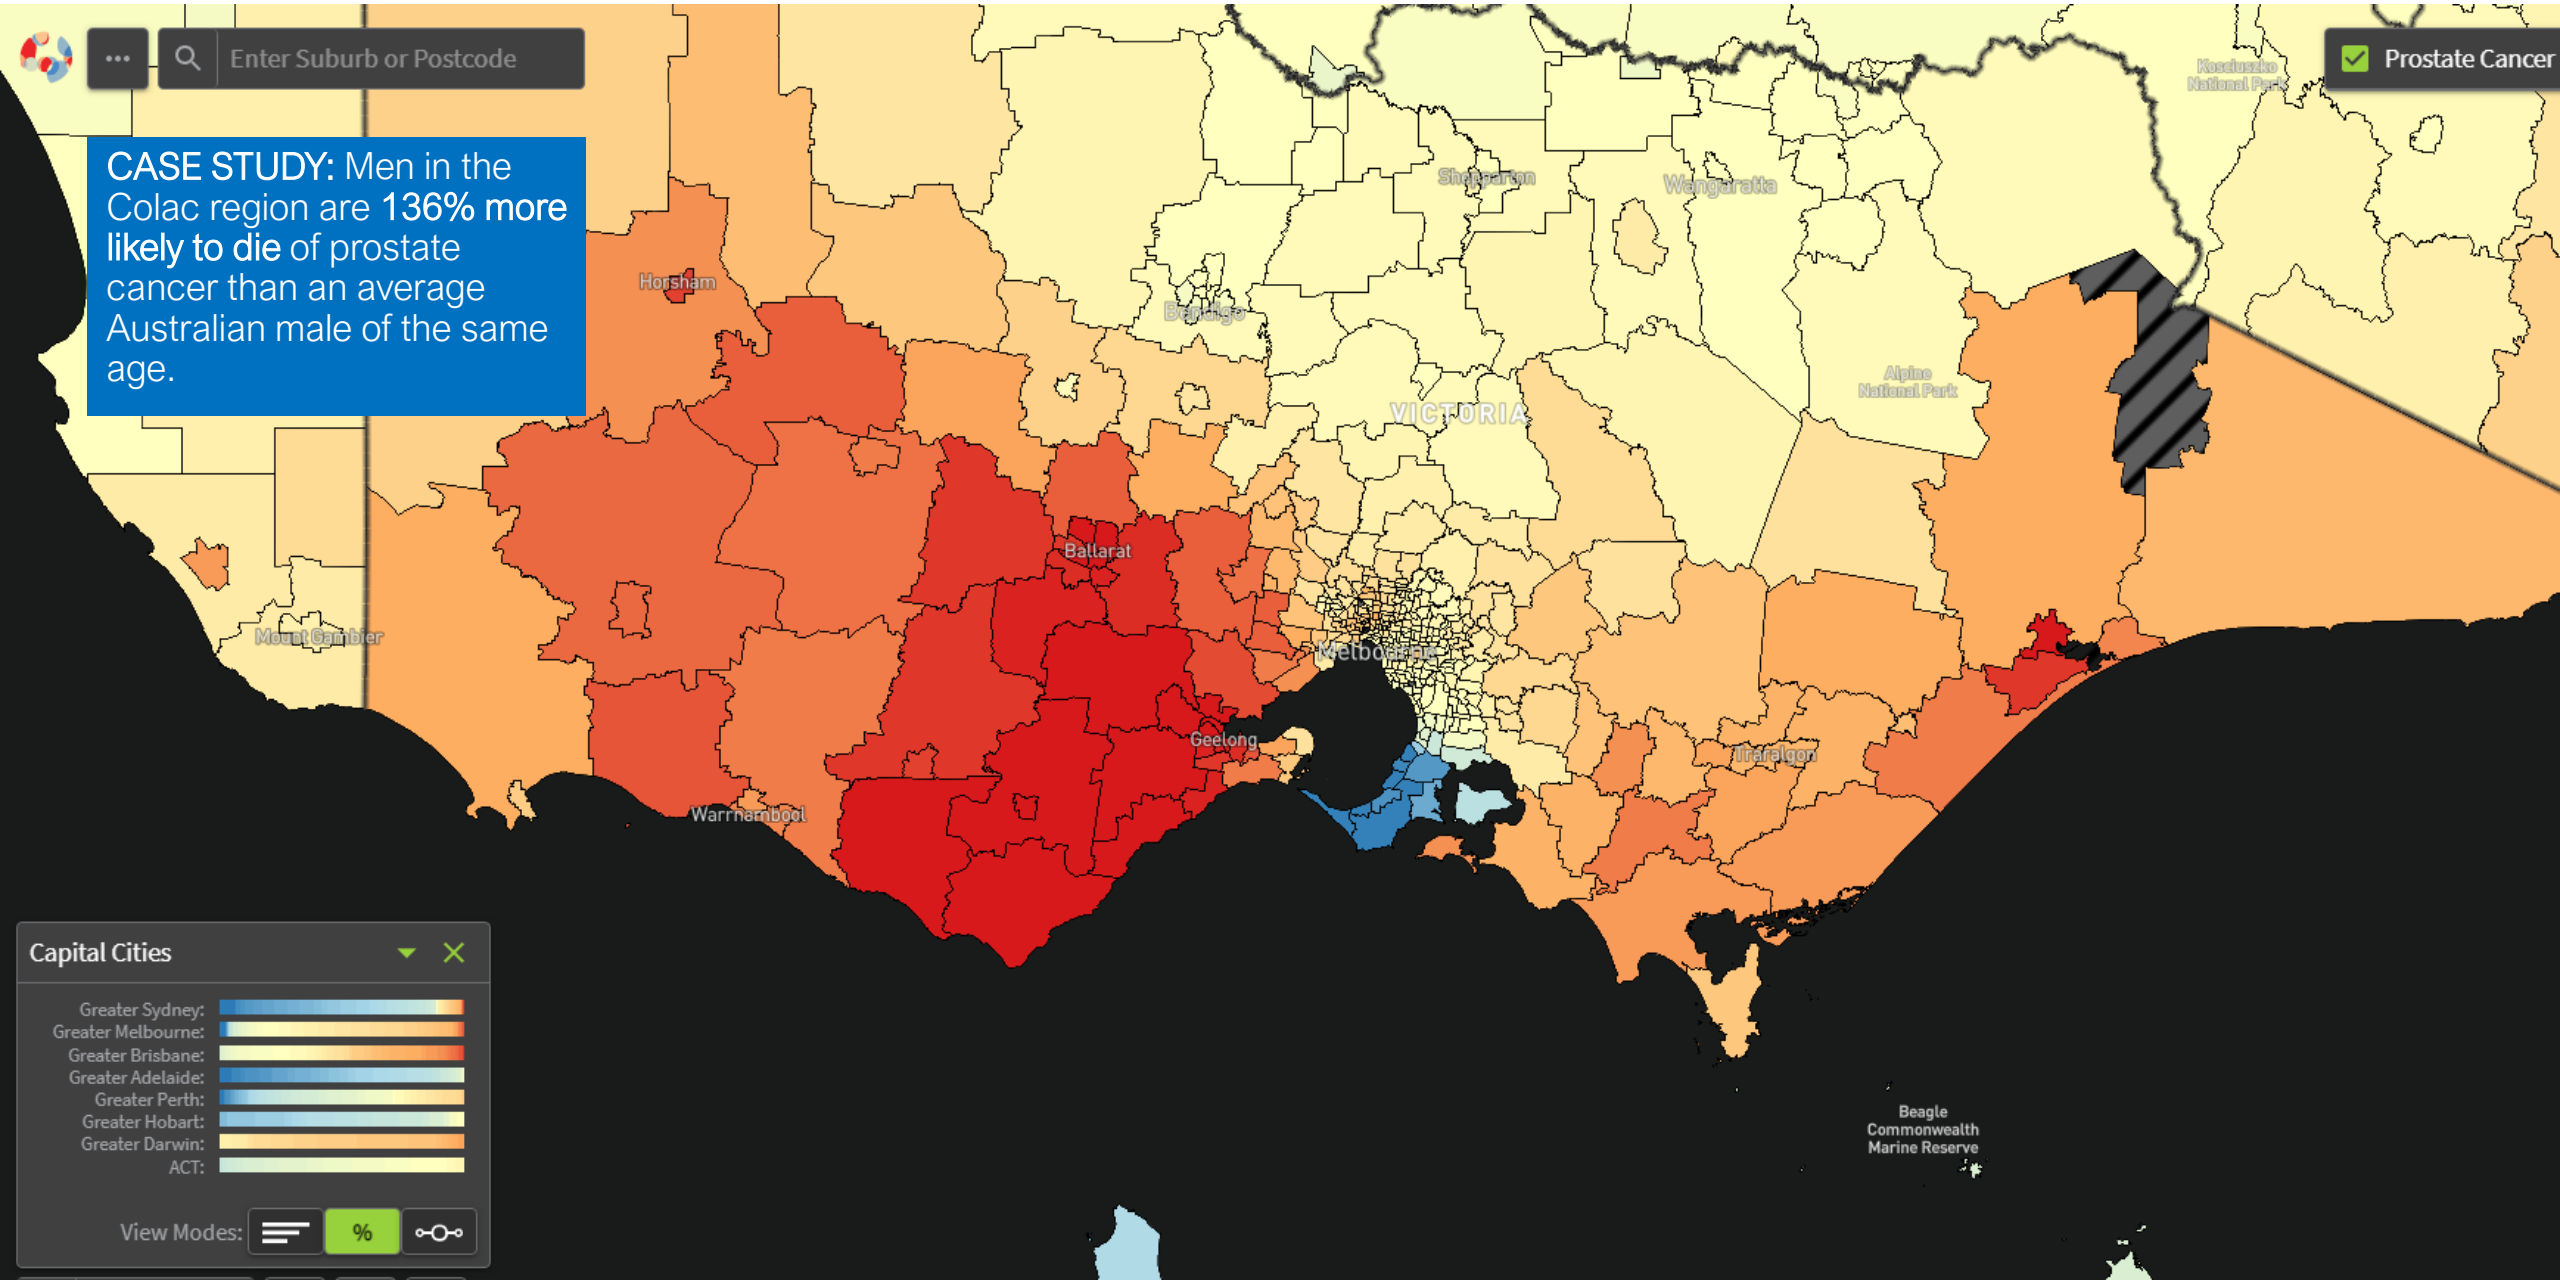 Enter Suburb or Postcode
Prostate Cancer
Kosciuszko
National Park
CASE STUDY: Men in the
Colac region are 136% more
likely to die of prostate
cancer than an average
Australian male of the same
age.
Shepparton
Wangaratta
Horsham
Bendigo
Alpine
National Park
VICTORIA
Ballarat
Mount Gambier
Melbourne
Geelong
Traralgon
Warrnambool
Capital Cities
Greater Sydney:
Greater Melbourne:
Greater Brisbane:
Greater Adelaide:
Greater Perth:
Greater Hobart:
Greater Darwin:
ACT:
View Modes:
%
Beagle
Commonwealth
Marine Reserve